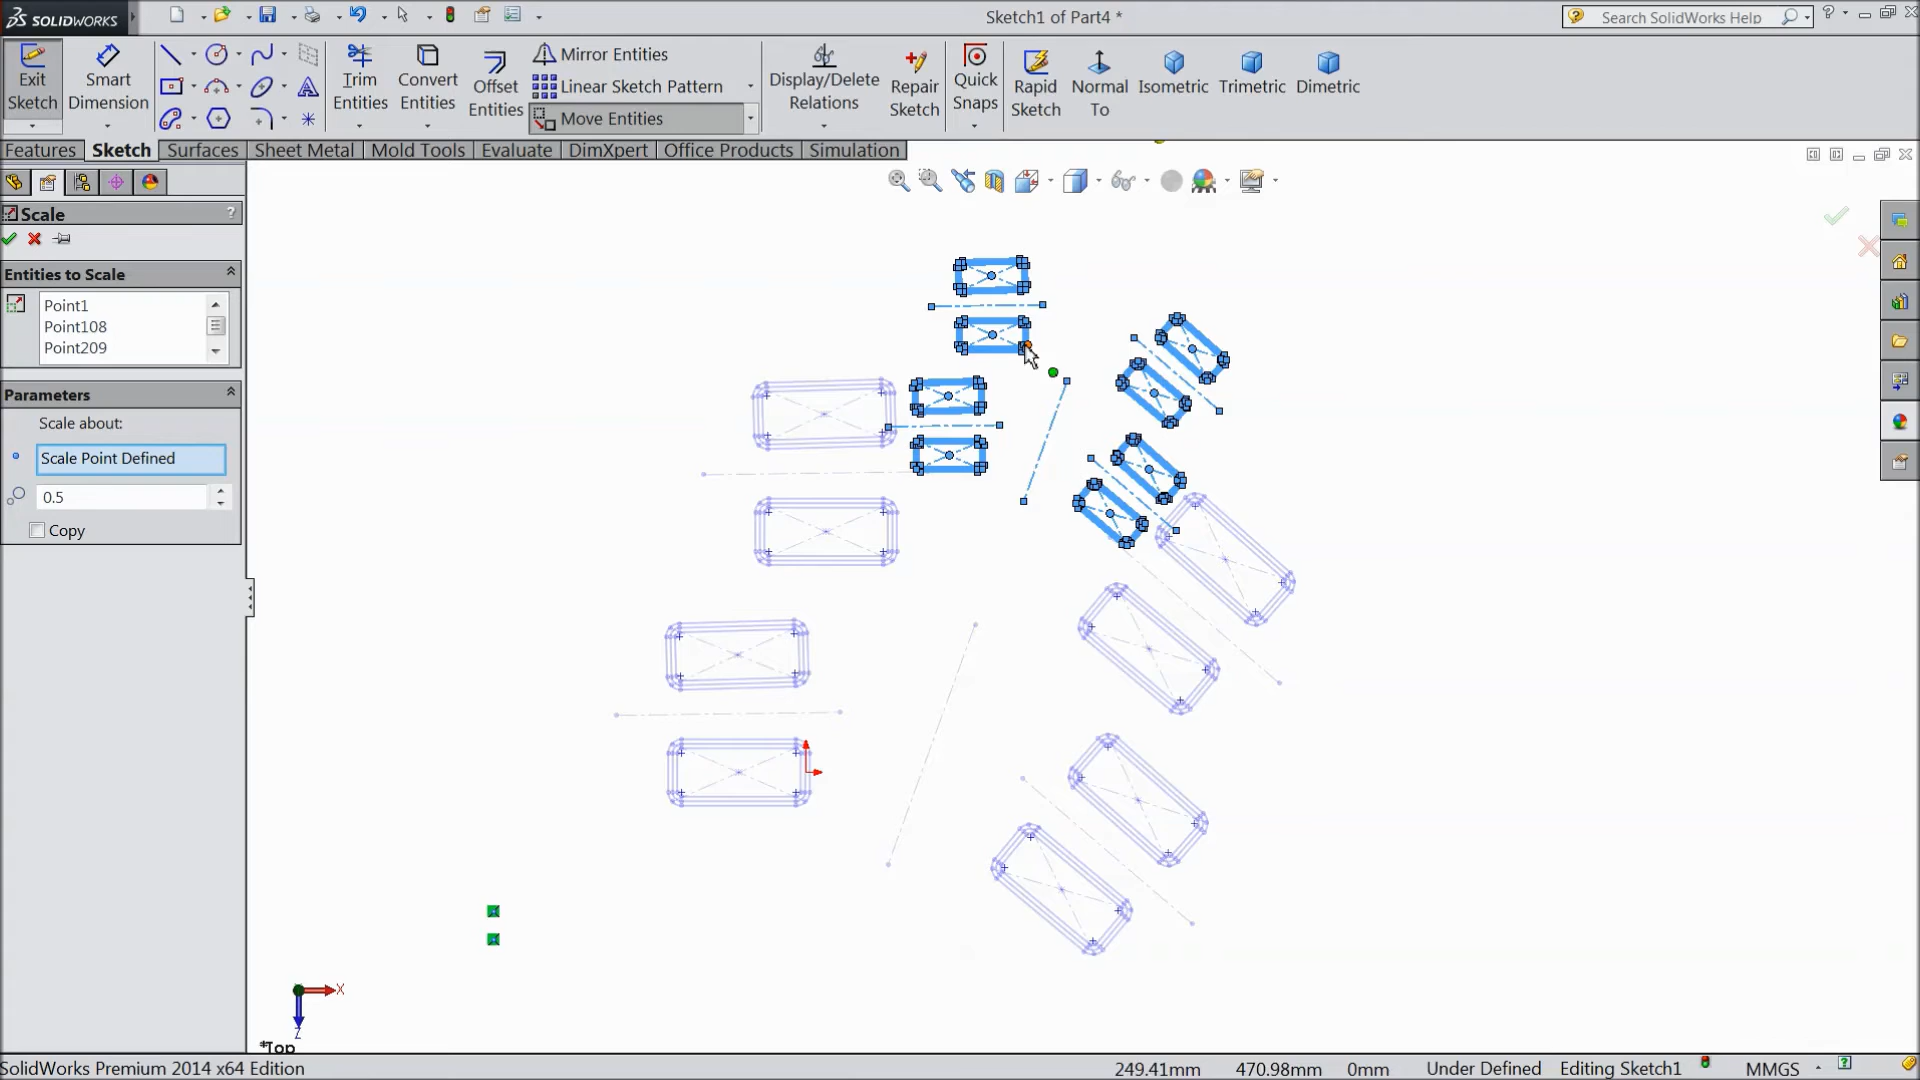 SOLIDWORKS
Sketch1 of Part4 *
Search SolidWorks Help
Exit Sketch
Smart Dimension
Trim Entities
Convert Entities
Offset Entities
Mirror Entities
Linear Sketch Pattern
Move Entities
Display/Delete Relations
Repair Sketch
Quick Snaps
Rapid Sketch
Normal To
Isometric
Trimetric
Dimetric
Features
Sketch
Surfaces
Sheet Metal
Mold Tools
Evaluate
DimXpert
Office Products
Simulation
Scale
?
Entities to Scale
Point1
Point108
Point209
Parameters
Scale about:
Scale Point Defined
0.5
Copy
X
Z
*Top
SolidWorks Premium 2014 x64 Edition
249.41mm
470.98mm
0mm
Under Defined
Editing Sketch1
MMGS